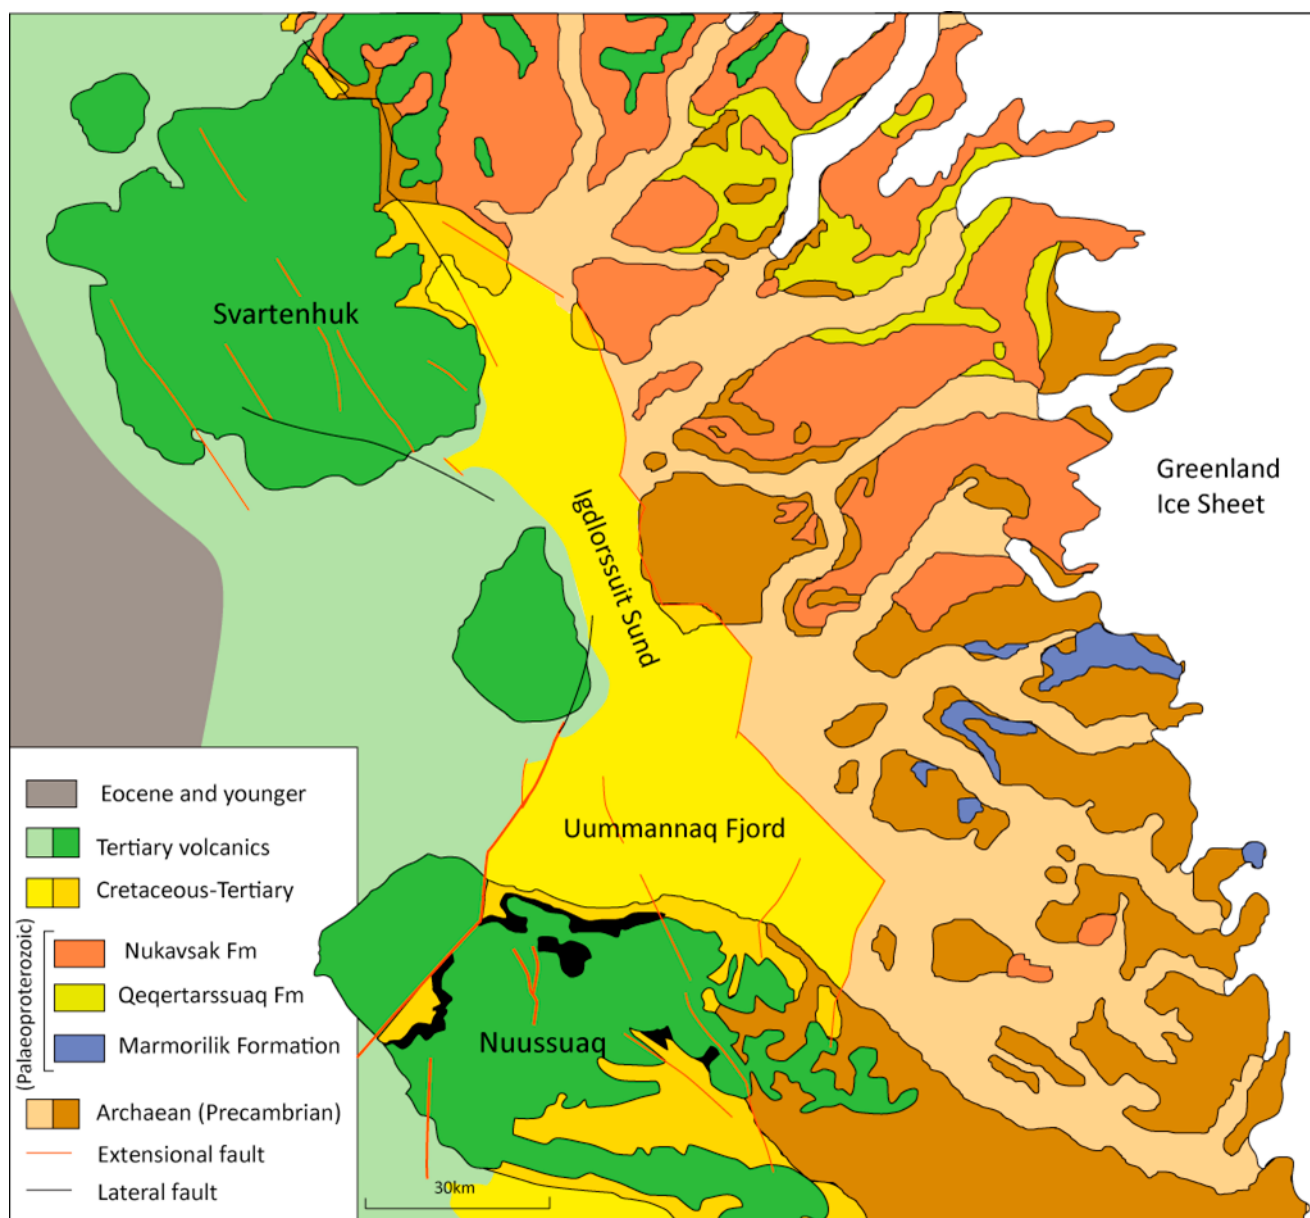 Svartenhuk
Greenland
Ice Sheet
Igdlorssuit Sund
Uummannaq Fjord
Nuussuaq
Eocene and younger
Tertiary volcanics
Cretaceous-Tertiary
(Palaeoproterozoic)
Nukavsak Fm
Qeqertarssuaq Fm
Marmorilik Formation
Archaean (Precambrian)
Extensional fault
Lateral fault
30km